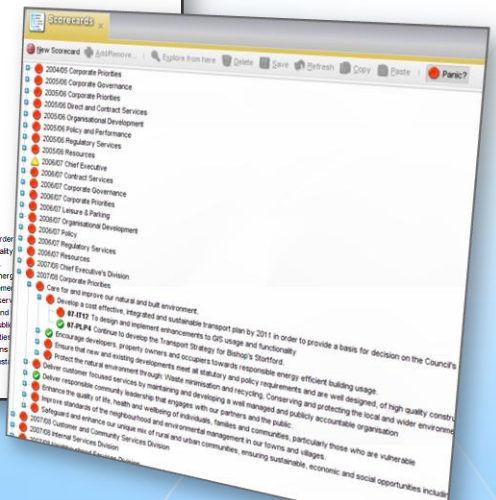 Scorecards x
New Scorecard Add/Remove... Explore from here Delete Save Refresh Copy Paste Panic?
2004/05 Corporate Priorities
2005/06 Corporate Governance
2005/06 Corporate Priorities
2005/06 Direct and Contract Services
2005/06 Organisational Development
2005/06 Policy and Performance
2005/06 Regulatory Services
2005/06 Resources
2006/07 Chief Executive
2006/07 Contract Services
2006/07 Corporate Governance
2006/07 Corporate Priorities
2006/07 Leisure & Parking
2006/07 Organisational Development
2006/07 Policy
2006/07 Regulatory Services
2006/07 Resources
2007/08 Chief Executive's Division
2007/08 Corporate Priorities
Care for and improve our natural and built environment.
Develop a cost effective, integrated and sustainable transport plan by 2011 in order to provide a basis for decision on the Council's
07-IT12 To design and implement enhancements to GIS usage and functionality
07-PLP4 Continue to develop the Transport Strategy for Bishop's Stortford.
Encourage developers, property owners and occupiers towards responsible energy efficient building usage.
Ensure that new and existing developments meet all statutory and policy requirements and are well designed, of high quality constru
Protect the natural environment through: Waste minimisation and recycling, Conserving and protecting the local and wider environme
Deliver customer focused services by maintaining and developing a well managed and publicly accountable organisation
Deliver responsible community leadership that engages with our partners and the public.
Enhance the quality of life, health and wellbeing of individuals, families and communities, particularly those who are vulnerable
Improve standards of the neighbourhood and environmental management in our towns and villages.
Safeguard and enhance our unique mix of rural and urban communities, ensuring sustainable, economic and social opportunities includin
2007/08 Customer and Community Services Division
2007/08 Internal Services Division